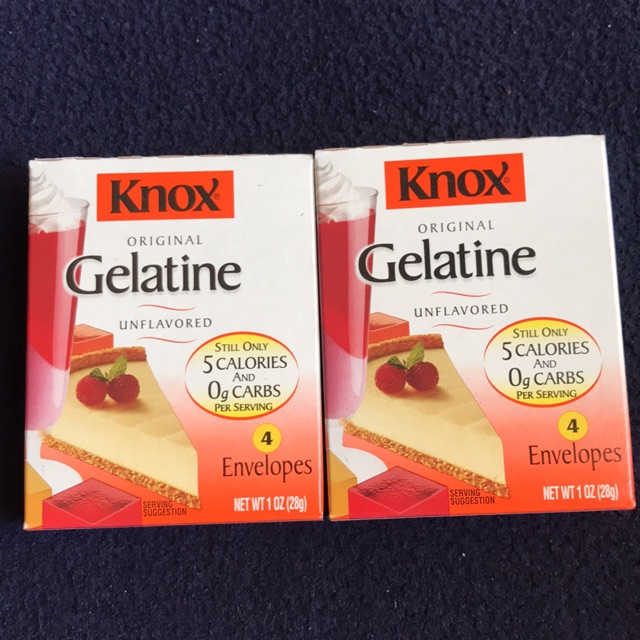 Knox
ORIGINAL
Gelatine
UNFLAVORED
STILL ONLY
5 CALORIES
AND
0g CARBS
PER SERVING
4
Envelopes
SERVING
SUGGESTION
NET WT 1 OZ (28g)
Knox
ORIGINAL
Gelatine
UNFLAVORED
STILL ONLY
5 CALORIES
AND
0g CARBS
PER SERVING
4
Envelopes
SERVING
SUGGESTION
NET WT 1 OZ (28g)